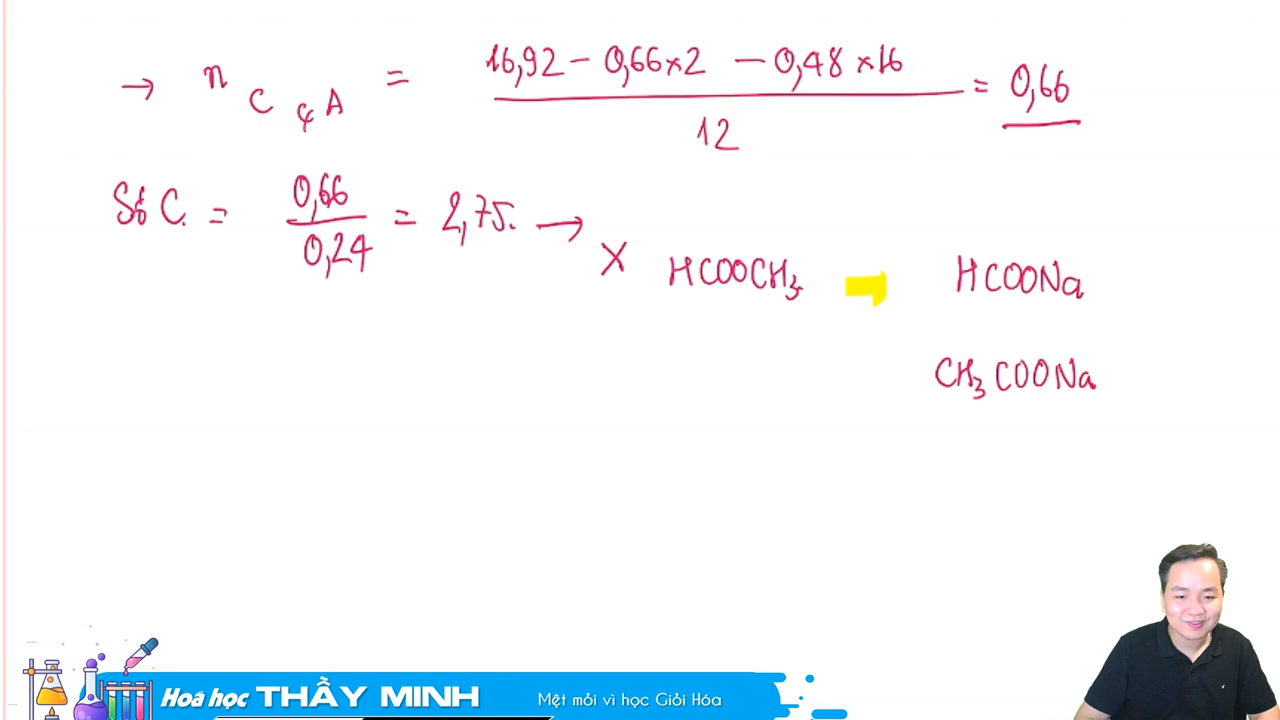 → n C ∈ A = 16,92 – 0,66×2 – 0,48×16 / 12 = 0,66
Số C. = 0,66 / 0,24 = 2,75. → X HCOOCH3 HCOONa
CH3COONa
Hoá học THẦY MINH Mệt mỏi vì học Giỏi Hóa